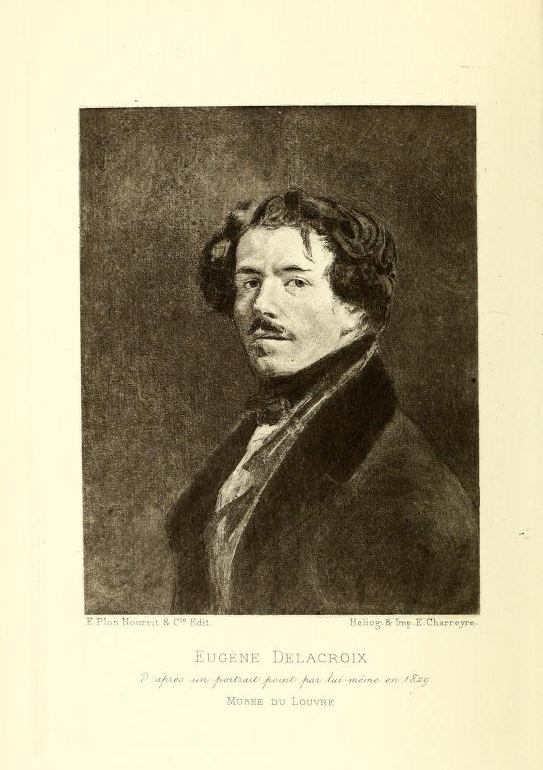 E. Plon, Nourrit & Cie Edit.
Héliog. & Imp. E. Charreyre.
EUGÈNE DELACROIX
D'après un portrait peint par lui-même en 1829
MUSÉE DU LOUVRE